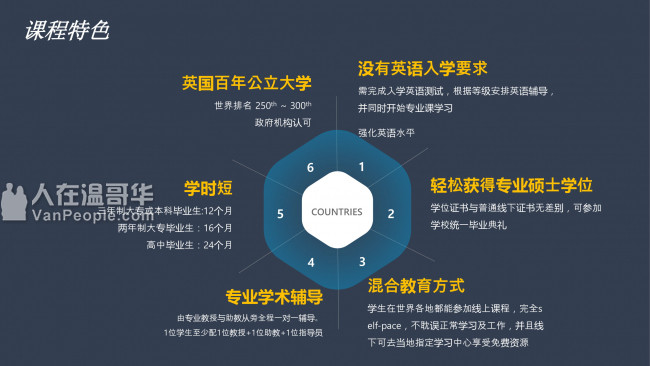 课程特色
没有英语入学要求
需完成入学英语测试，根据等级安排英语辅导，
并同时开始专业课学习
强化英语水平
轻松获得专业硕士学位
学位证书与普通线下证书无差别，可参加
学校统一毕业典礼
混合教育方式
学生在世界各地都能参加线上课程，完全s
elf-pace，不耽误正常学习及工作，并且线
下可去当地指定学习中心享受免费资源
专业学术辅导
由专业教授与助教从旁全程一对一辅导。
1位学生至少配1位教授+1位助教+1位指导员
学时短
年制大专或本科毕业生:12个月
两年制大专毕业生：16个月
高中毕业生：24个月
英国百年公立大学
世界排名 250th ~ 300th
政府机构认可
1
2
3
4
5
6
COUNTRIES
人在温哥华
VanPeople.com